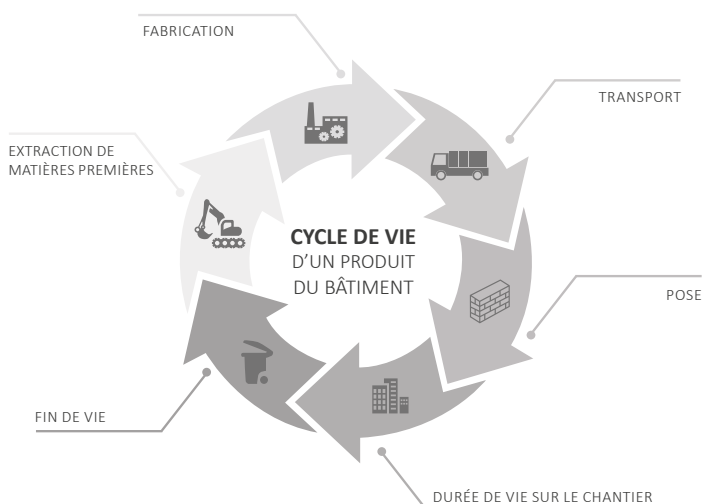 FABRICATION
TRANSPORT
EXTRACTION DE
MATIÈRES PREMIÈRES
CYCLE DE VIE
D’UN PRODUIT
DU BÂTIMENT
POSE
FIN DE VIE
DURÉE DE VIE SUR LE CHANTIER